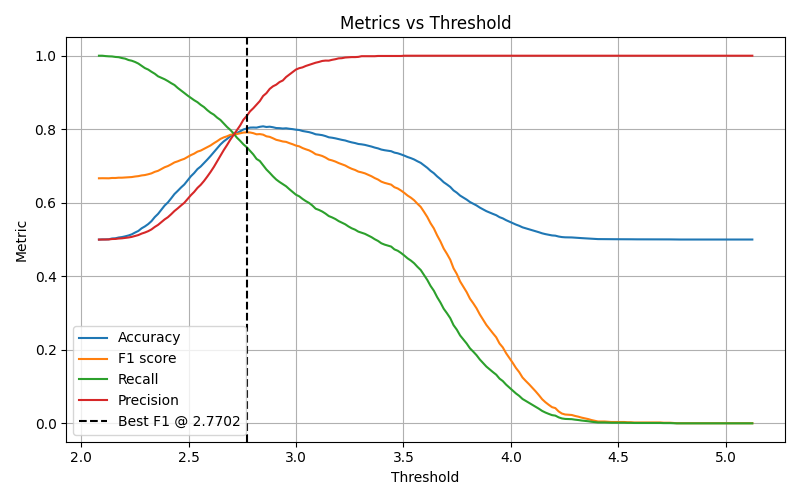 Metrics vs Threshold
Metric
1.0
0.8
0.6
0.4
0.2
0.0
Accuracy
F1 score
Recall
Precision
Best F1 @ 2.7702
2.0 2.5 3.0 3.5 4.0 4.5 5.0
Threshold